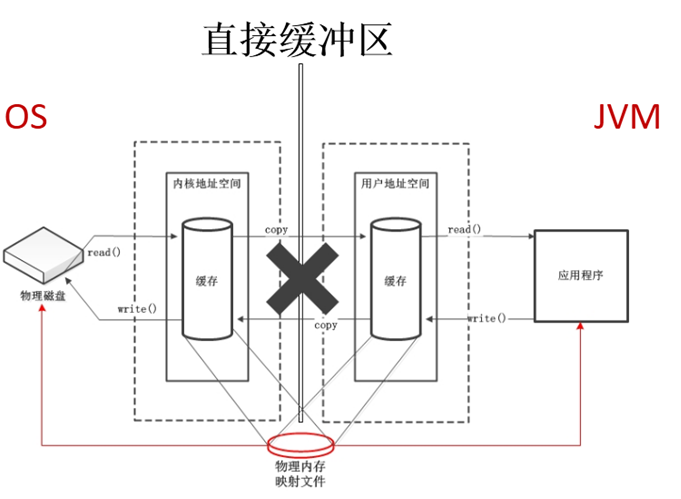 直接缓冲区
OS
JVM
内核地址空间
用户地址空间
copy
read()
read()
缓存
缓存
应用程序
物理磁盘
write()
copy
write()
物理内存
映射文件